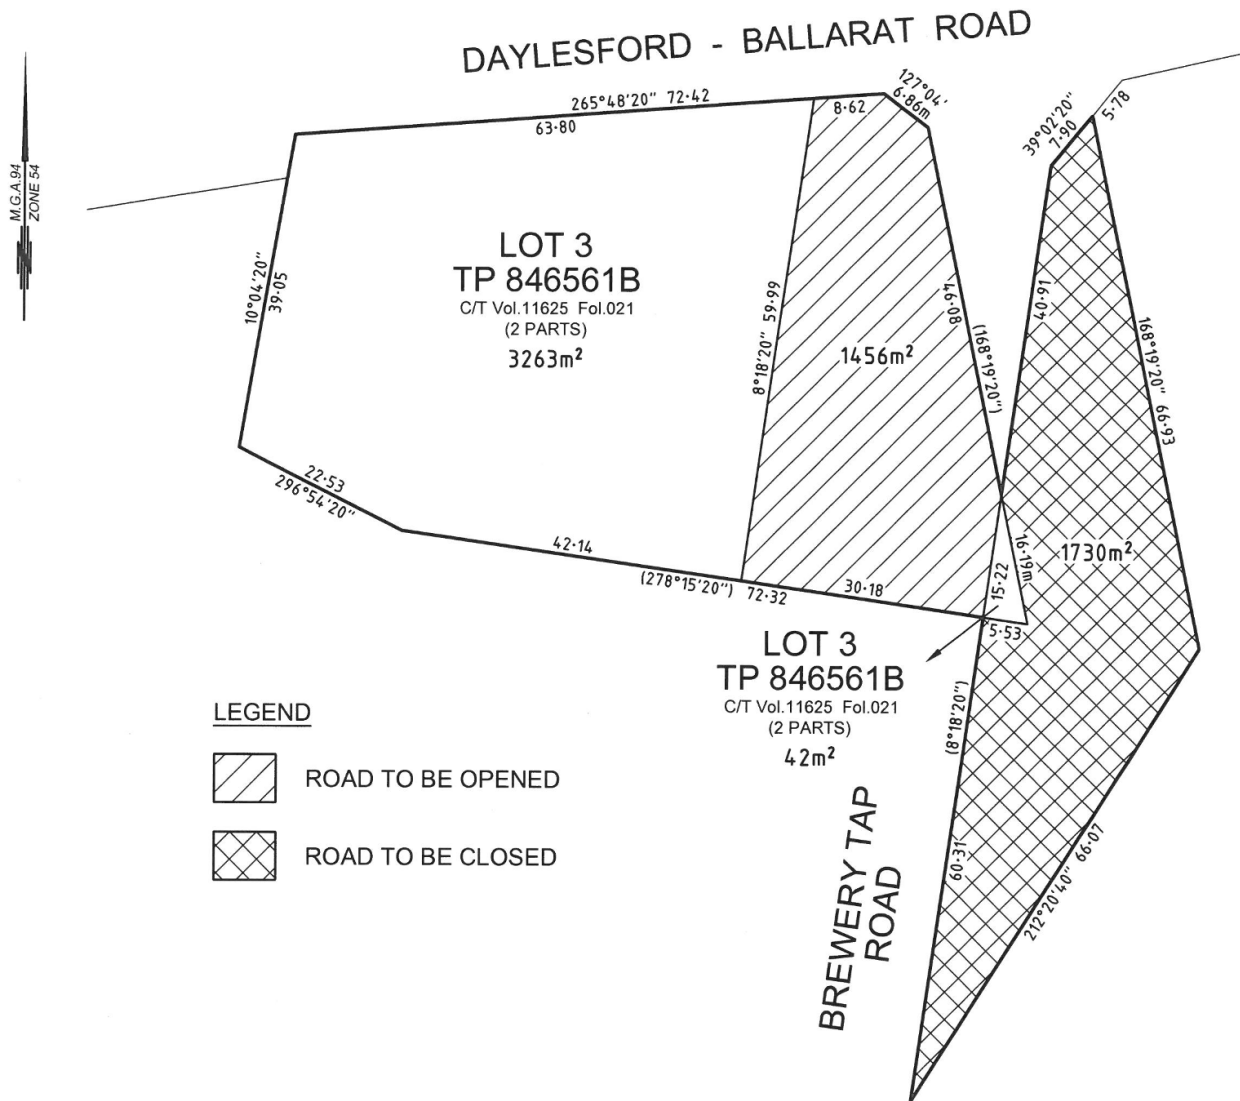 DAYLESFORD - BALLARAT ROAD
M.G.A.94
ZONE 54
265°48'20" 72·42
63·80
8·62
127°04'
6·86m
39°02'20"
7·90
5·78
10°04'20"
39·05
LOT 3
TP 846561B
C/T Vol.11625 Fol.021
(2 PARTS)
3263m²
8°18'20" 59·99
1456m²
49·08
(168°19'20")
40·91
168°19'20" 66·93
22·53
296°54'20"
42·14
(278°15'20") 72·32
30·18
15·22
16·19m
1730m²
5·53
LOT 3
TP 846561B
C/T Vol.11625 Fol.021
(2 PARTS)
42m²
(8°18'20")
60·31
212°20'40" 66·07
BREWERY TAP
ROAD
LEGEND
ROAD TO BE OPENED
ROAD TO BE CLOSED